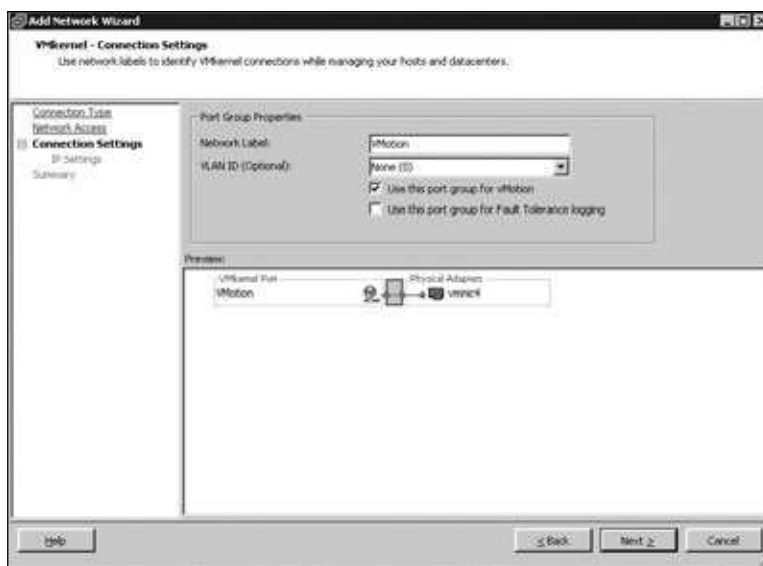 Add Network Wizard
VMkernel - Connection Settings
Use network labels to identify VMkernel connections while managing your hosts and datacenters.
Connection Type
Network Access
Connection Settings
IP Settings
Summary
Port Group Properties
Network Label:
VMotion
VLAN ID (Optional):
None (0)
Use this port group for vMotion
Use this port group for Fault Tolerance logging
Preview:
VMkernel Port
Physical Adapters
VMotion
vmnic4
Help
< Back
Next >
Cancel